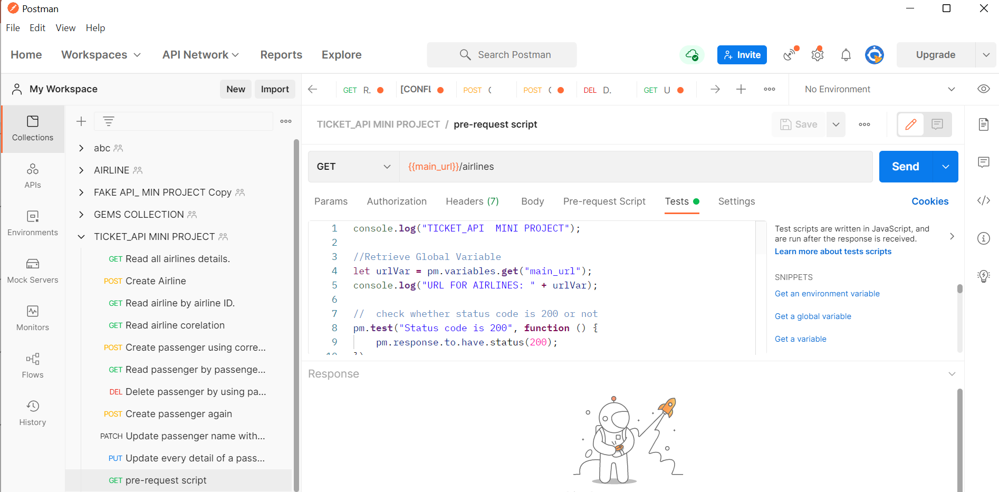 Postman
File Edit View Help
Home Workspaces API Network Reports Explore Search Postman Invite Upgrade
My Workspace New Import
GET R. [CONFL POST POST DEL D. GET U No Environment
Collections
APIs
Environments
Mock Servers
Monitors
Flows
History
abc
AIRLINE
FAKE API_ MIN PROJECT Copy
GEMS COLLECTION
TICKET_API MINI PROJECT
GET Read all airlines details.
POST Create Airline
GET Read airline by airline ID.
GET Read airline corelation
POST Create passenger using corre...
GET Read passenger by passenge...
DEL Delete passenger by using pa...
POST Create passenger again
PATCH Update passenger name with...
PUT Update every detail of a pass...
GET pre-request script
TICKET_API MINI PROJECT / pre-request script Save
GET {{main_url}}/airlines Send
Params Authorization Headers (7) Body Pre-request Script Tests Settings Cookies
1 console.log("TICKET_API  MINI PROJECT");
2
3 //Retrieve Global Variable
4 let urlVar = pm.variables.get("main_url");
5 console.log("URL FOR AIRLINES: " + urlVar);
6
7 //  check whether status code is 200 or not
8 pm.test("Status code is 200", function () {
9     pm.response.to.have.status(200);
10 })
Test scripts are written in JavaScript, and
are run after the response is received.
Learn more about tests scripts
SNIPPETS
Get an environment variable
Get a global variable
Get a variable
Response